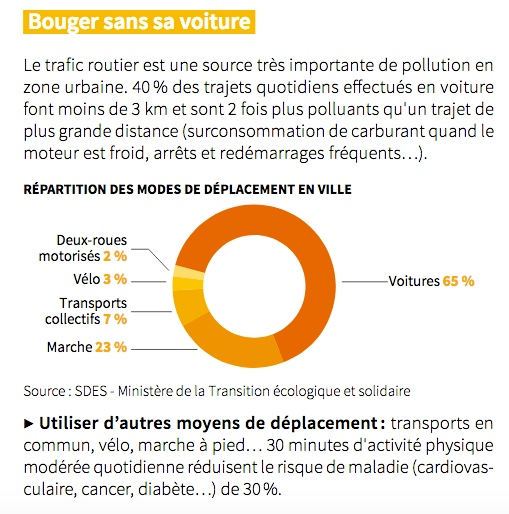 Bouger sans sa voiture
Le trafic routier est une source très importante de pollution en
zone urbaine. 40 % des trajets quotidiens effectués en voiture
font moins de 3 km et sont 2 fois plus polluants qu'un trajet de
plus grande distance (surconsommation de carburant quand le
moteur est froid, arrêts et redémarrages fréquents…).
RÉPARTITION DES MODES DE DÉPLACEMENT EN VILLE
Deux-roues
motorisés 2 %
Vélo 3 %
Transports
collectifs 7 %
Marche 23 %
Voitures 65 %
Source : SDES - Ministère de la Transition écologique et solidaire
► Utiliser d’autres moyens de déplacement : transports en
commun, vélo, marche à pied… 30 minutes d'activité physique
modérée quotidienne réduisent le risque de maladie (cardiovas-
culaire, cancer, diabète…) de 30 %.